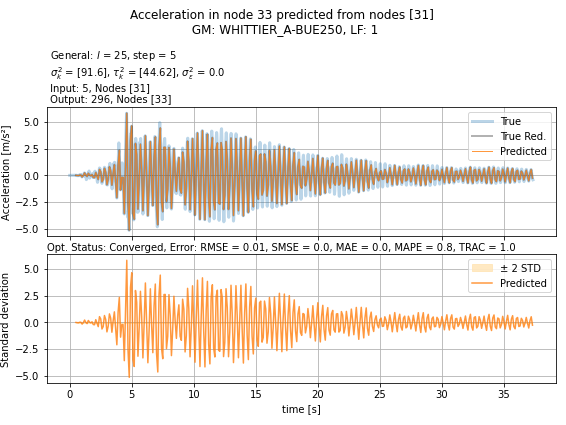 Acceleration in node 33 predicted from nodes [31]
GM: WHITTIER_A-BUE250, LF: 1
General: l = 25, step = 5
σ²ₖ = [91.6], τ²ₖ = [44.62], σ²ε = 0.0
Input: 5, Nodes [31]
Output: 296, Nodes [33]
Acceleration [m/s²]
5.0
2.5
0.0
−2.5
−5.0
True
True Red.
Predicted
Opt. Status: Converged, Error: RMSE = 0.01, SMSE = 0.0, MAE = 0.0, MAPE = 0.8, TRAC = 1.0
Standard deviation
5.0
2.5
0.0
−2.5
−5.0
± 2 STD
Predicted
0 5 10 15 20 25 30 35
time [s]